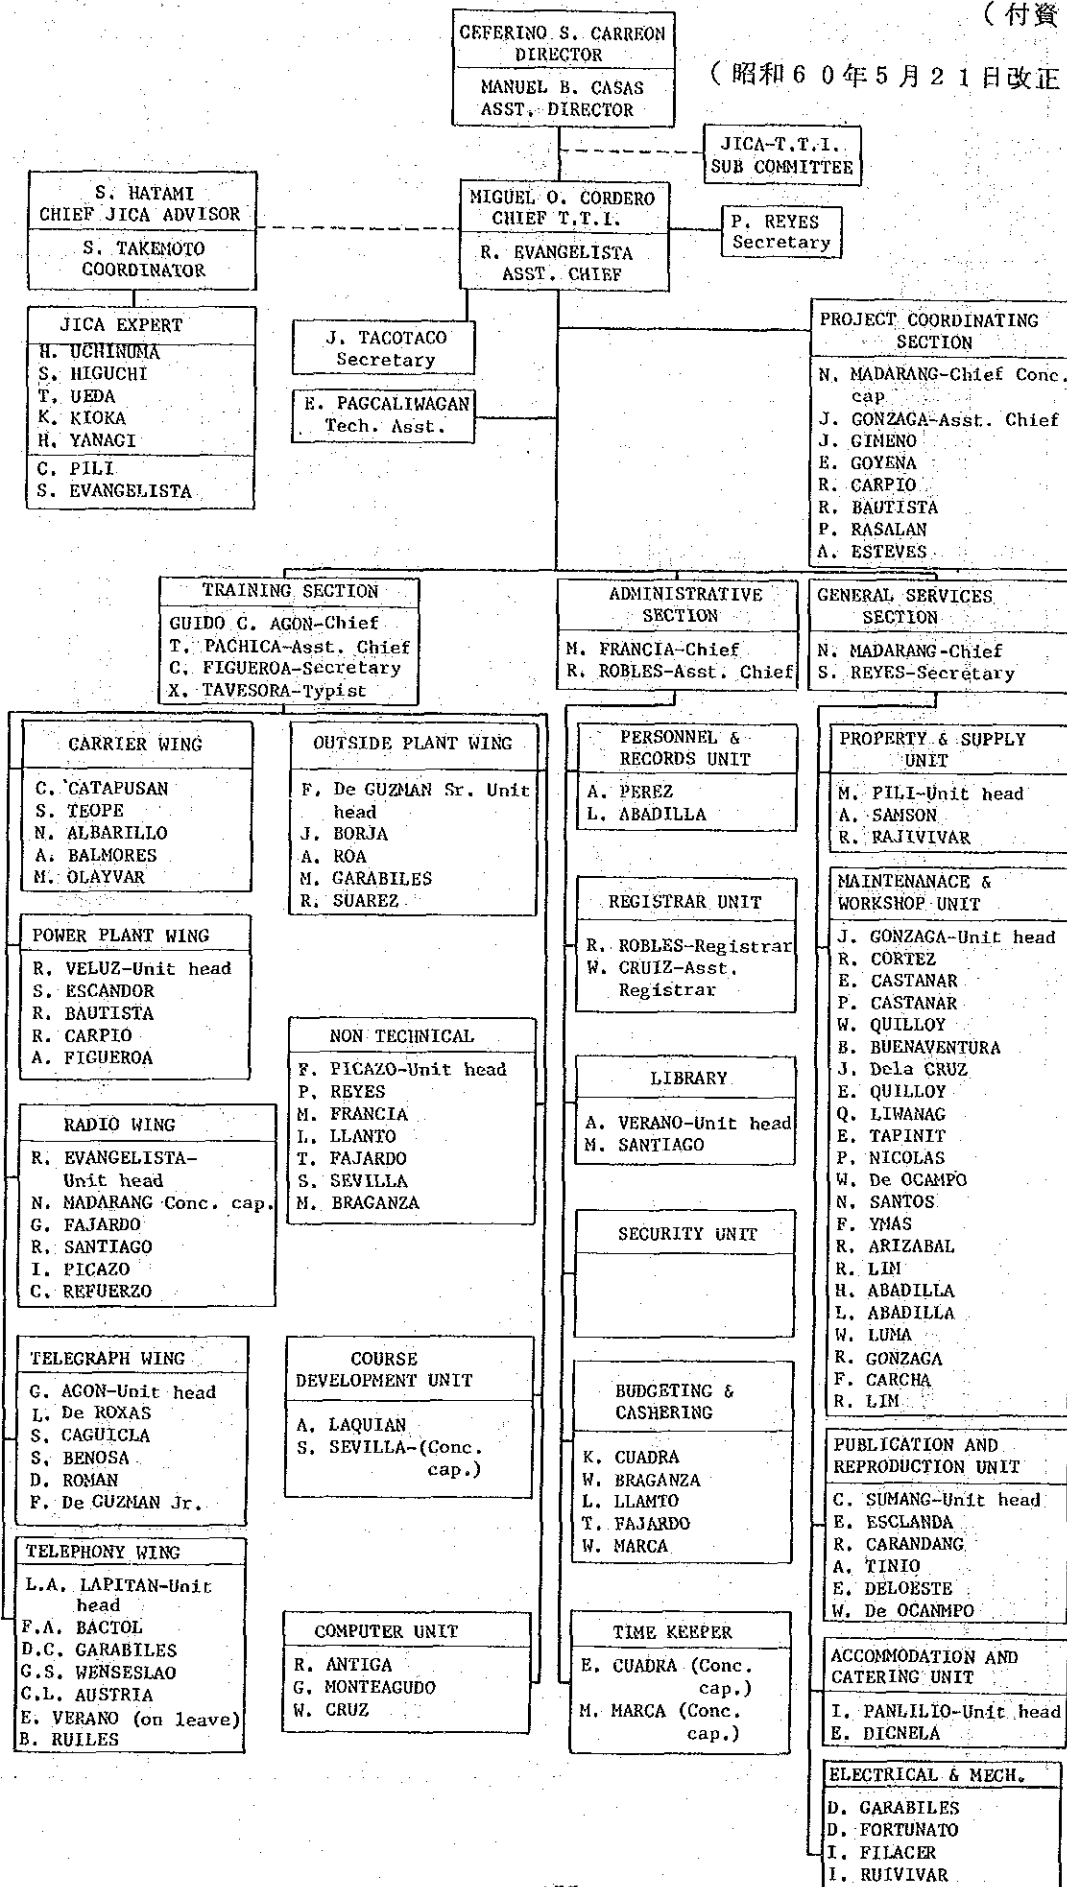 (付資
CEFERINO S. CARREON
DIRECTOR
(昭和60年5月21日改正
MANUEL B. CASAS
ASST. DIRECTOR
JICA-T.T.I.
SUB COMMITTEE
S. HATAMI
CHIEF JICA ADVISOR
S. TAKEMOTO
COORDINATOR
MIGUEL O. CORDERO
CHIEF T.T.I.
R. EVANGELISTA
ASST. CHIEF
P. REYES
Secretary
JICA EXPERT
H. UCHINUMA
S. HIGUCHI
T. UEDA
K. KIOKA
H. YANAGI
C. PILI
S. EVANGELISTA
J. TACOTACO
Secretary
E. PAGCALIWAGAN
Tech. Asst.
PROJECT COORDINATING
SECTION
N. MADARANG-Chief Conc.
cap
J. GONZAGA-Asst. Chief
J. GIMENO
E. GOYENA
R. CARPIO
R. BAUTISTA
P. RASALAN
A. ESTEVES
TRAINING SECTION
GUIDO C. AGON-Chief
T. PACHICA-Asst. Chief
C. FIGUEROA-Secretary
X. TAVESORA-Typist
ADMINISTRATIVE
SECTION
M. FRANCIA-Chief
R. ROBLES-Asst. Chief
GENERAL SERVICES
SECTION
N. MADARANG-Chief
S. REYES-Secretary
CARRIER WING
C. CATAPUSAN
S. TEOPE
N. ALBARILLO
A. BALMORES
M. OLAYVAR
POWER PLANT WING
R. VELUZ-Unit head
S. ESCANDOR
R. BAUTISTA
R. CARPIO
A. FIGUEROA
RADIO WING
R. EVANGELISTA-
Unit head
N. MADARANG Conc. cap.
G. FAJARDO
R. SANTIAGO
I. PICAZO
C. REFUERZO
TELEGRAPH WING
G. AGON-Unit head
L. De ROXAS
S. CAGUICLA
S. BENOSA
D. ROMAN
F. De GUZMAN Jr.
TELEPHONY WING
L.A. LAPITAN-Unit
head
F.A. BACTOL
D.C. GARABILES
G.S. WENSESLAO
C.L. AUSTRIA
E. VERANO (on leave)
B. RUILES
OUTSIDE PLANT WING
F. De GUZMAN Sr. Unit
head
J. BORJA
A. ROA
M. GARABILES
R. SUAREZ
NON TECHNICAL
F. PICAZO-Unit head
P. REYES
M. FRANCIA
L. LLANTO
T. FAJARDO
S. SEVILLA
M. BRAGANZA
COURSE
DEVELOPMENT UNIT
A. LAQUIAN
S. SEVILLA-(Conc.
cap.)
COMPUTER UNIT
R. ANTIGA
G. MONTEAGUDO
W. CRUZ
PERSONNEL &
RECORDS UNIT
A. PEREZ
L. ABADILLA
REGISTRAR UNIT
R. ROBLES-Registrar
W. CRUIZ-Asst.
Registrar
LIBRARY
A. VERANO-Unit head
M. SANTIAGO
SECURITY UNIT
BUDGETING &
CASHERING
K. CUADRA
W. BRAGANZA
L. LLAMTO
T. FAJARDO
W. MARCA
TIME KEEPER
E. CUADRA (Conc.
cap.)
M. MARCA (Conc.
cap.)
PROPERTY & SUPPLY
UNIT
M. PILI-Unit head
A. SAMSON
R. RAJIVIVAR
MAINTENANACE &
WORKSHOP UNIT
J. GONZAGA-Unit head
R. CORTEZ
E. CASTANAR
P. CASTANAR
W. QUILLOY
B. BUENAVENTURA
J. Dela CRUZ
E. QUILLOY
Q. LIWANAG
E. TAPINIT
P. NICOLAS
W. De OCAMPO
N. SANTOS
F. YMAS
R. ARIZABAL
R. LIM
H. ABADILLA
L. ABADILLA
W. LUMA
R. GONZAGA
F. CARCHA
R. LIM
PUBLICATION AND
REPRODUCTION UNIT
C. SUMANG-Unit head
E. ESCLANDA
R. CARANDANG
A. TINIO
E. DELOESTE
W. De OCANMPO
ACCOMMODATION AND
CATERING UNIT
I. PANLILIO-Unit head
E. DICNELA
ELECTRICAL & MECH.
D. GARABILES
D. FORTUNATO
I. FILACER
I. RUIVIVAR